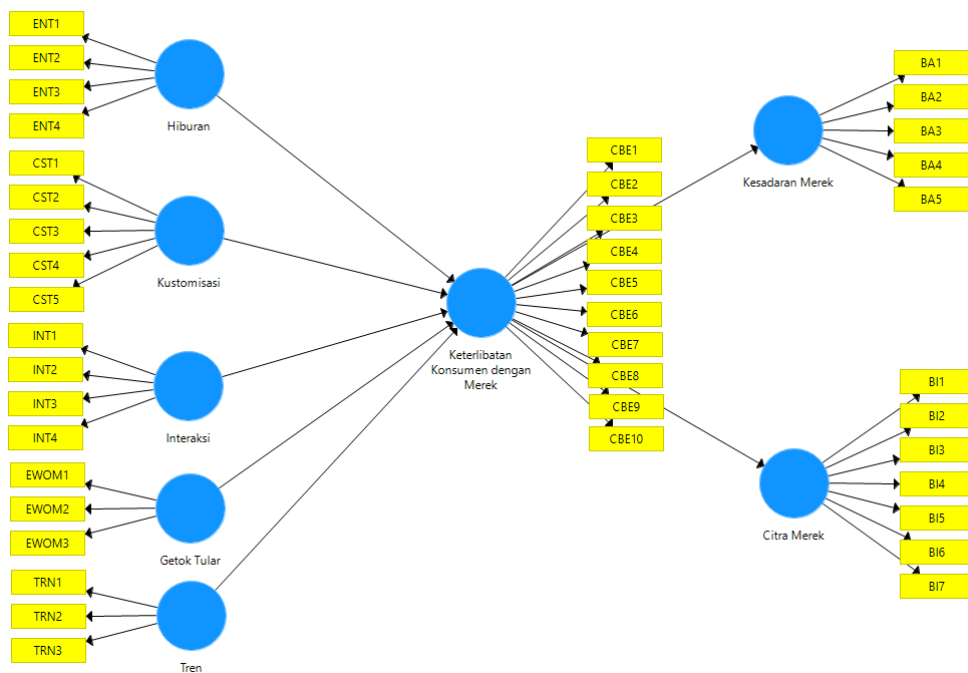 ENT1
ENT2
ENT3
ENT4
Hiburan
CST1
CST2
CST3
CST4
CST5
Kustomisasi
INT1
INT2
INT3
INT4
Interaksi
EWOM1
EWOM2
EWOM3
Getok Tular
TRN1
TRN2
TRN3
Tren
Keterlibatan
Konsumen dengan
Merek
CBE1
CBE2
CBE3
CBE4
CBE5
CBE6
CBE7
CBE8
CBE9
CBE10
Kesadaran Merek
BA1
BA2
BA3
BA4
BA5
Citra Merek
BI1
BI2
BI3
BI4
BI5
BI6
BI7